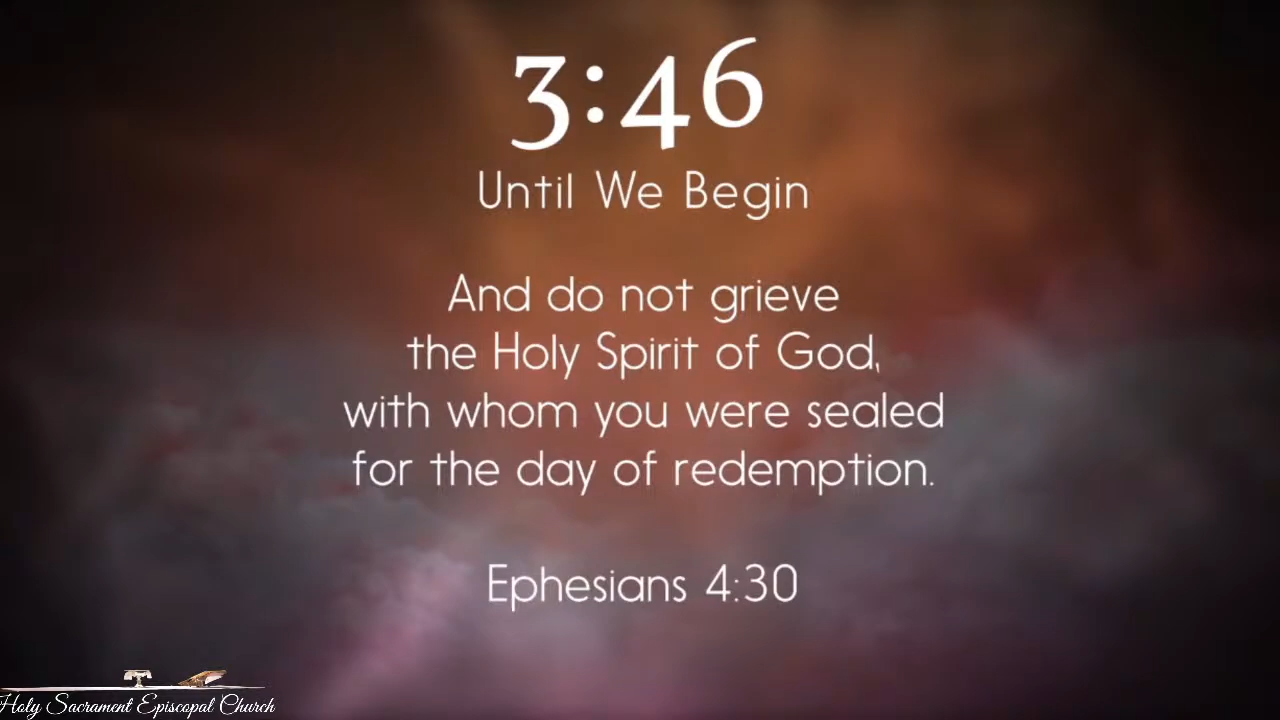 3:46
Until We Begin
And do not grieve
the Holy Spirit of God,
with whom you were sealed
for the day of redemption.
Ephesians 4:30
Holy Sacrament Episcopal Church